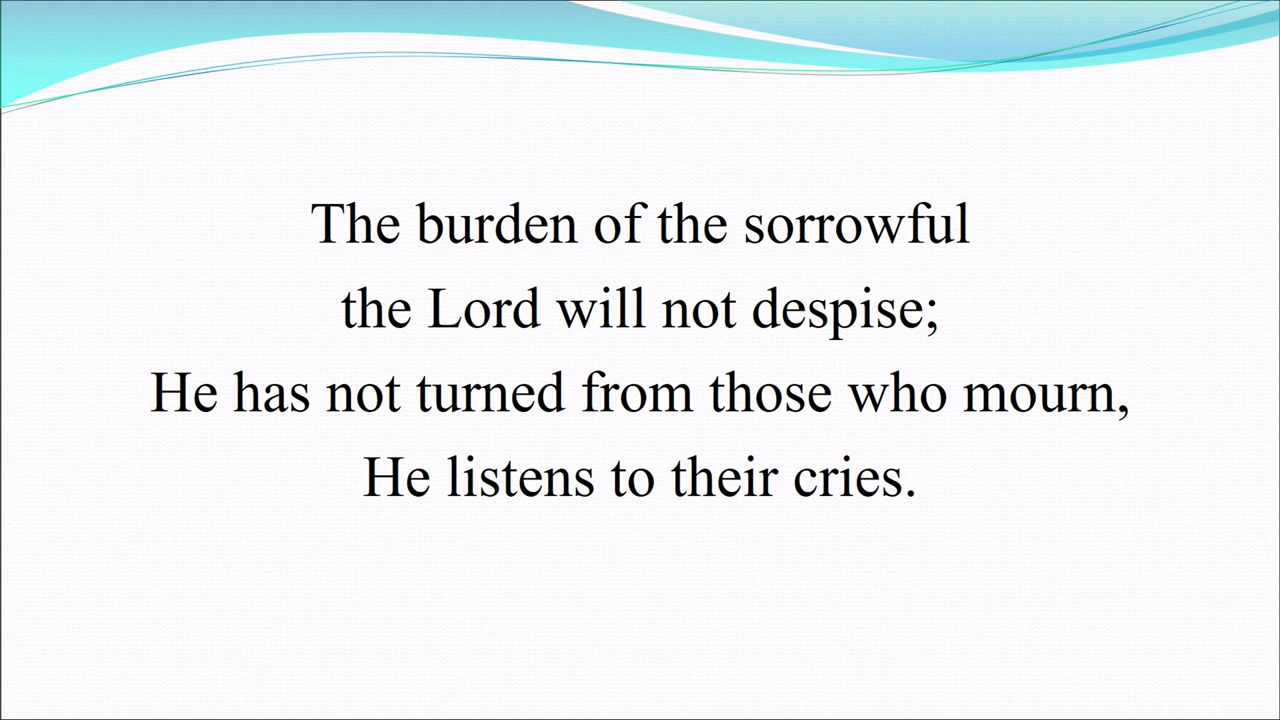 The burden of the sorrowful
the Lord will not despise;
He has not turned from those who mourn,
He listens to their cries.